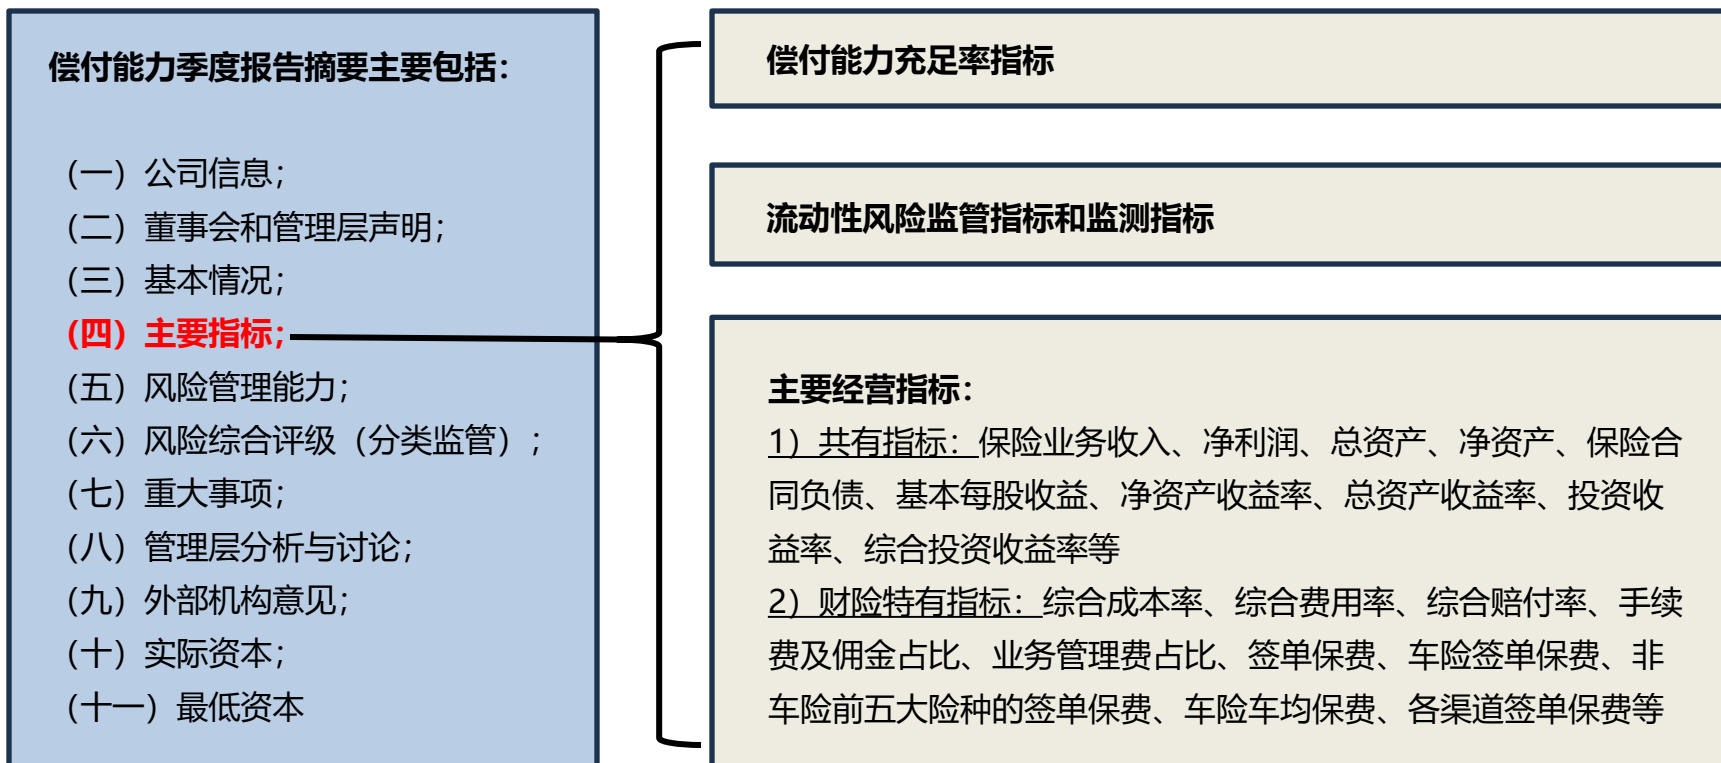 偿付能力季度报告摘要主要包括：
（一）公司信息；
（二）董事会和管理层声明；
（三）基本情况；
（四）主要指标；
（五）风险管理能力；
（六）风险综合评级（分类监管）；
（七）重大事项；
（八）管理层分析与讨论；
（九）外部机构意见；
（十）实际资本；
（十一）最低资本
偿付能力充足率指标
流动性风险监管指标和监测指标
主要经营指标：
1）共有指标：保险业务收入、净利润、总资产、净资产、保险合
同负债、基本每股收益、净资产收益率、总资产收益率、投资收
益率、综合投资收益率等
2）财险特有指标：综合成本率、综合费用率、综合赔付率、手续
费及佣金占比、业务管理费占比、签单保费、车险签单保费、非
车险前五大险种的签单保费、车险车均保费、各渠道签单保费等